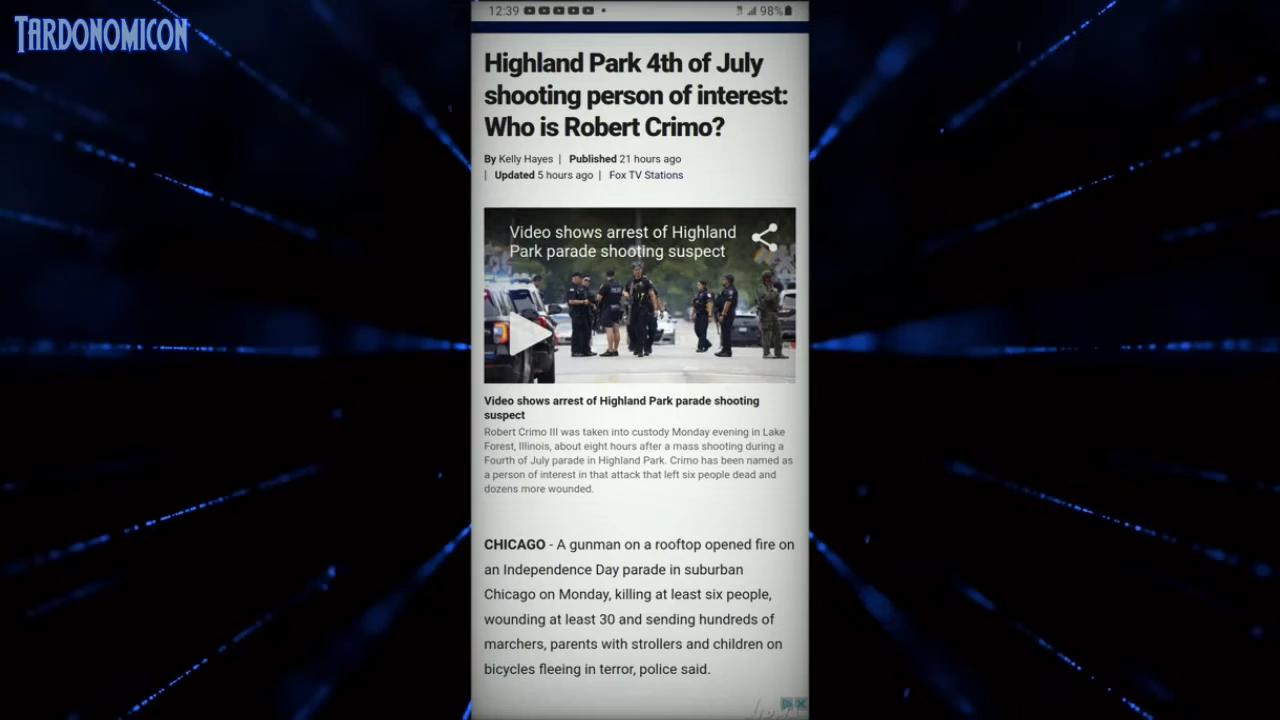 TARDONOMICON
12:39
98%
Highland Park 4th of July
shooting person of interest:
Who is Robert Crimo?
By Kelly Hayes | Published 21 hours ago
| Updated 5 hours ago | Fox TV Stations
Video shows arrest of Highland
Park parade shooting suspect
Video shows arrest of Highland Park parade shooting
suspect
Robert Crimo III was taken into custody Monday evening in Lake
Forest, Illinois, about eight hours after a mass shooting during a
Fourth of July parade in Highland Park. Crimo has been named as
a person of interest in that attack that left six people dead and
dozens more wounded.
CHICAGO - A gunman on a rooftop opened fire on
an Independence Day parade in suburban
Chicago on Monday, killing at least six people,
wounding at least 30 and sending hundreds of
marchers, parents with strollers and children on
bicycles fleeing in terror, police said.